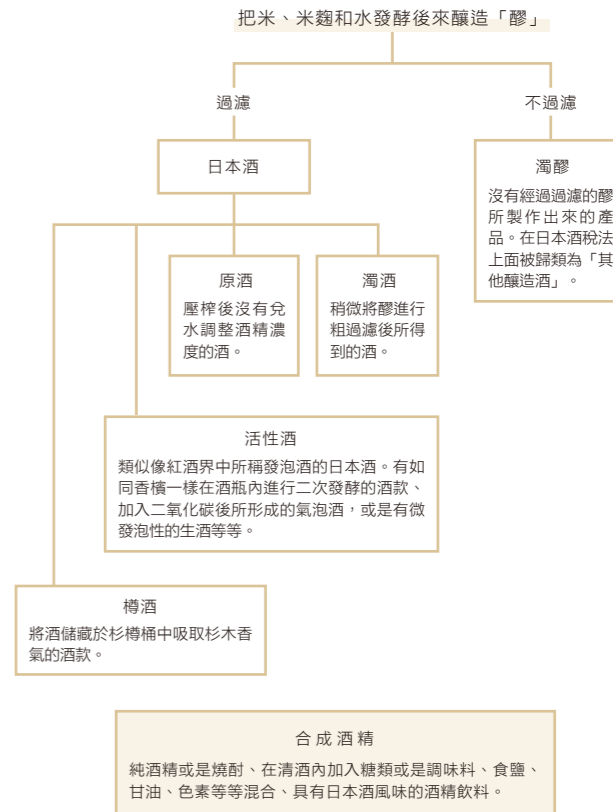 把米、米麴和水發酵後來釀造「醪」
過濾
不過濾
日本酒
濁醪
沒有經過過濾的醪
所製作出來的產
品。在日本酒稅法
上面被歸類為「其
他釀造酒」。
原酒
壓榨後沒有兌
水調整酒精濃
度的酒。
濁酒
稍微將醪進行
粗過濾後所得
到的酒。
活性酒
類似像紅酒界中所稱發泡酒的日本酒。有如
同香檳一樣在酒瓶內進行二次發酵的酒款、
加入二氧化碳後所形成的氣泡酒，或是有微
發泡性的生酒等等。
樽酒
將酒儲藏於杉樽桶中吸取杉木香
氣的酒款。
合成酒精
純酒精或是燒酎、在清酒內加入糖類或是調味料、食鹽、
甘油、色素等等混合、具有日本酒風味的酒精飲料。